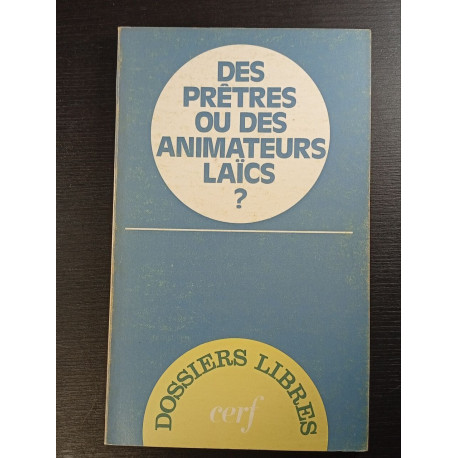 DES
PRÊTRES
OU DES
ANIMATEURS
LAÏCS
?
DOSSIERS LIBRES
cerf